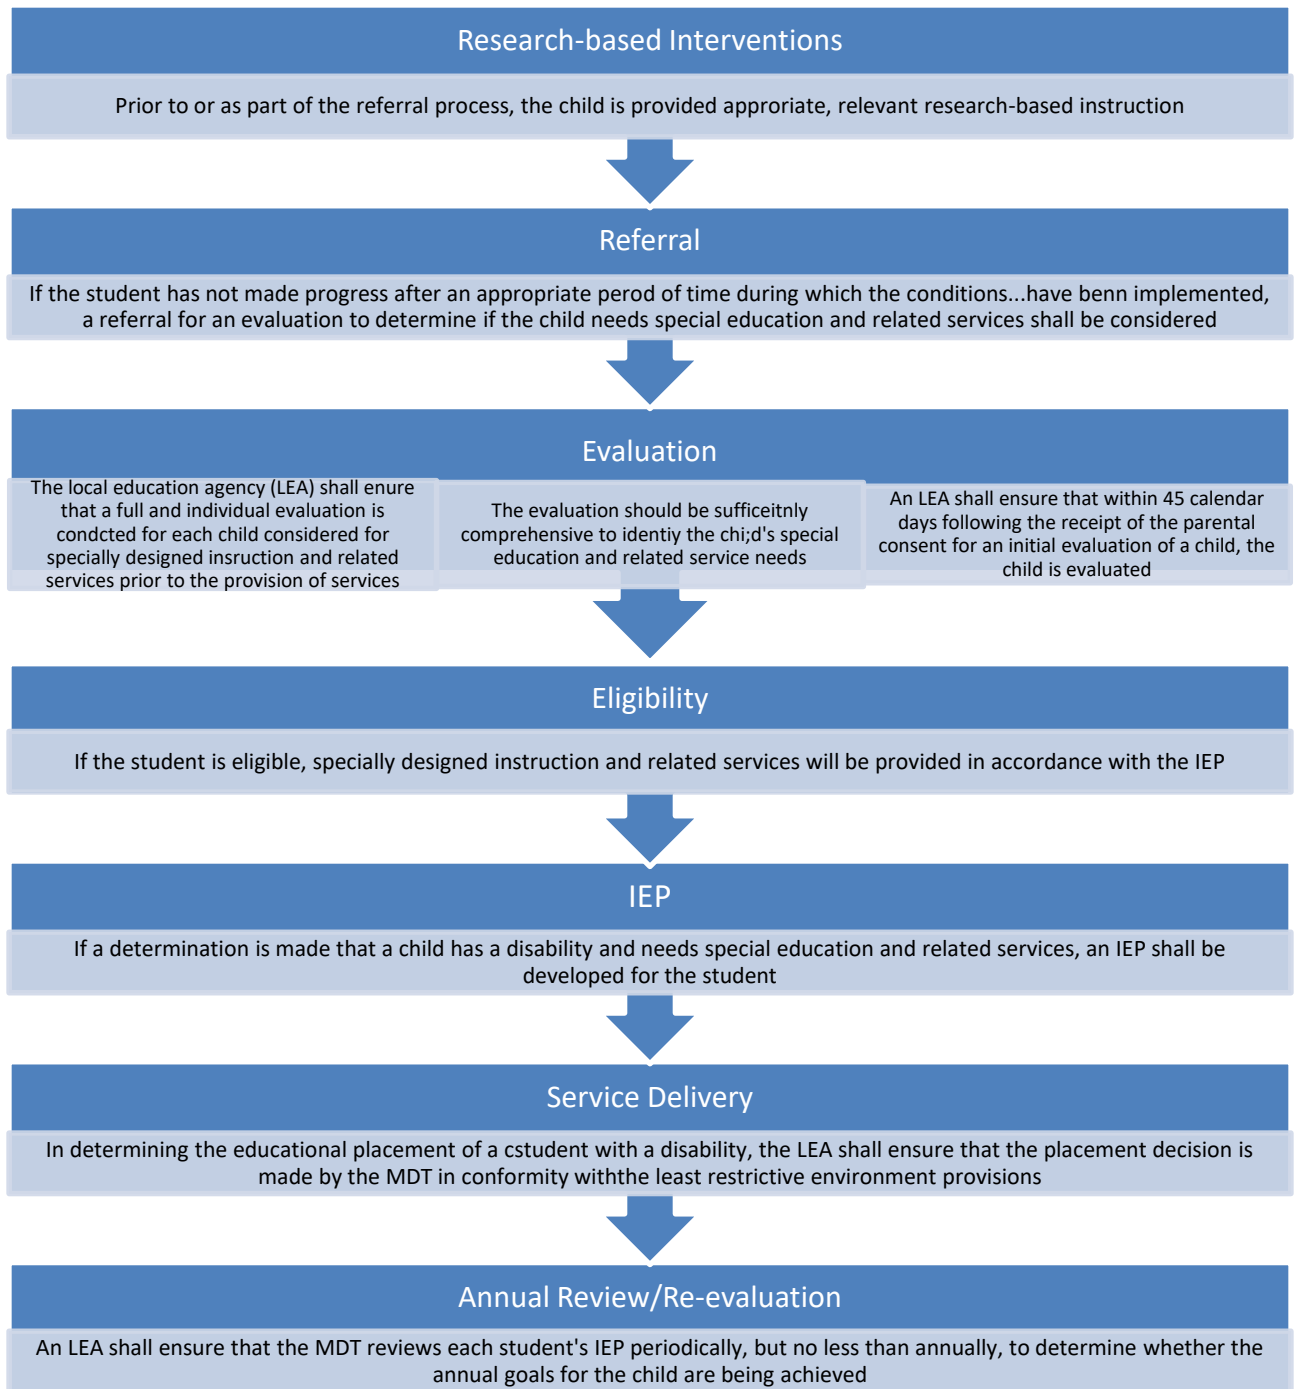 Research-based Interventions
Prior to or as part of the referral process, the child is provided approriate, relevant research-based instruction
Referral
If the student has not made progress after an appropriate perod of time during which the conditions...have benn implemented,
a referral for an evaluation to determine if the child needs special education and related services shall be considered
Evaluation
The local education agency (LEA) shall enure
that a full and individual evaluation is
condcted for each child considered for
specially designed insruction and related
services prior to the provision of services
The evaluation should be sufficeitnly
comprehensive to identiy the chi;d's special
education and related service needs
An LEA shall ensure that within 45 calendar
days following the receipt of the parental
consent for an initial evaluation of a child, the
child is evaluated
Eligibility
If the student is eligible, specially designed instruction and related services will be provided in accordance with the IEP
IEP
If a determination is made that a child has a disability and needs special education and related services, an IEP shall be
developed for the student
Service Delivery
In determining the educational placement of a cstudent with a disability, the LEA shall ensure that the placement decision is
made by the MDT in conformity withthe least restrictive environment provisions
Annual Review/Re-evaluation
An LEA shall ensure that the MDT reviews each student's IEP periodically, but no less than annually, to determine whether the
annual goals for the child are being achieved